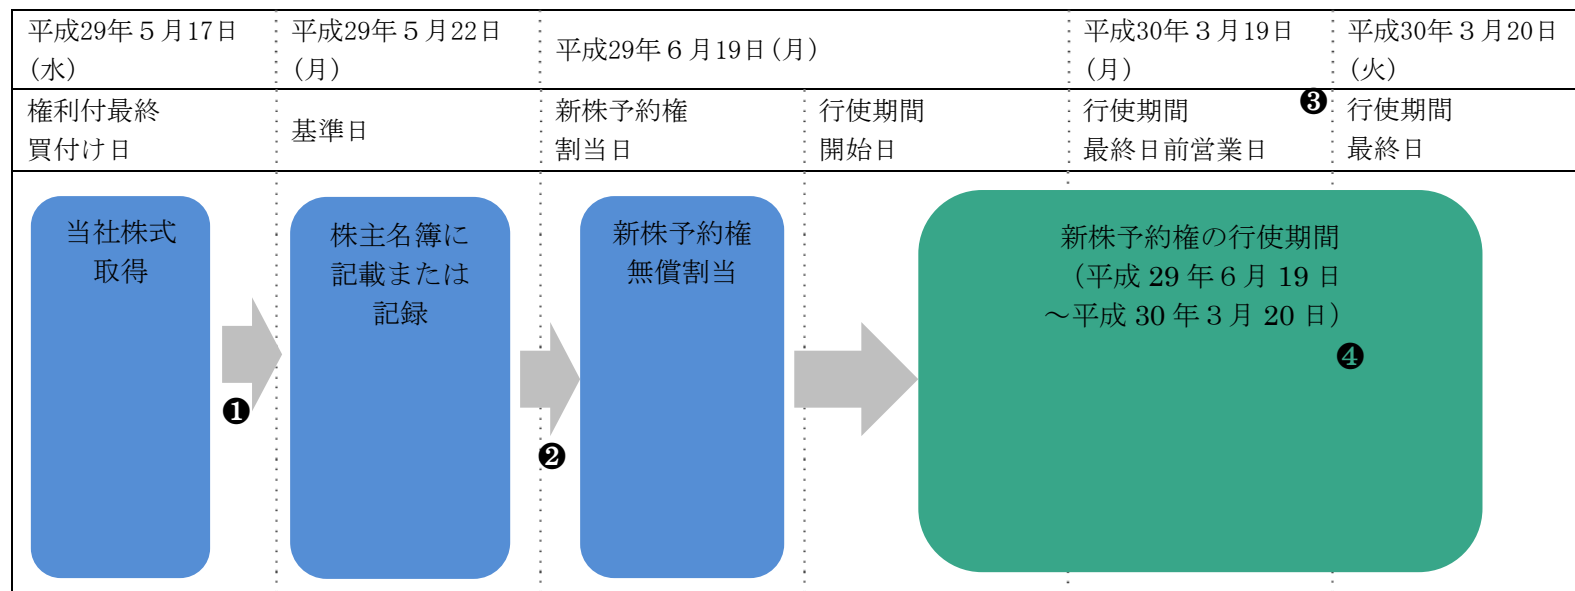 平成29年５月17日
(水)
平成29年５月22日
(月)
平成29年６月19日(月)
平成30年３月19日
(月)
平成30年３月20日
(火)
権利付最終
買付け日
基準日
新株予約権
割当日
行使期間
開始日
行使期間
最終日前営業日
❸
行使期間
最終日
当社株式
取得
❶
株主名簿に
記載または
記録
❷
新株予約権
無償割当
新株予約権の行使期間
（平成 29 年６月 19 日
～平成 30 年３月 20 日）
❹